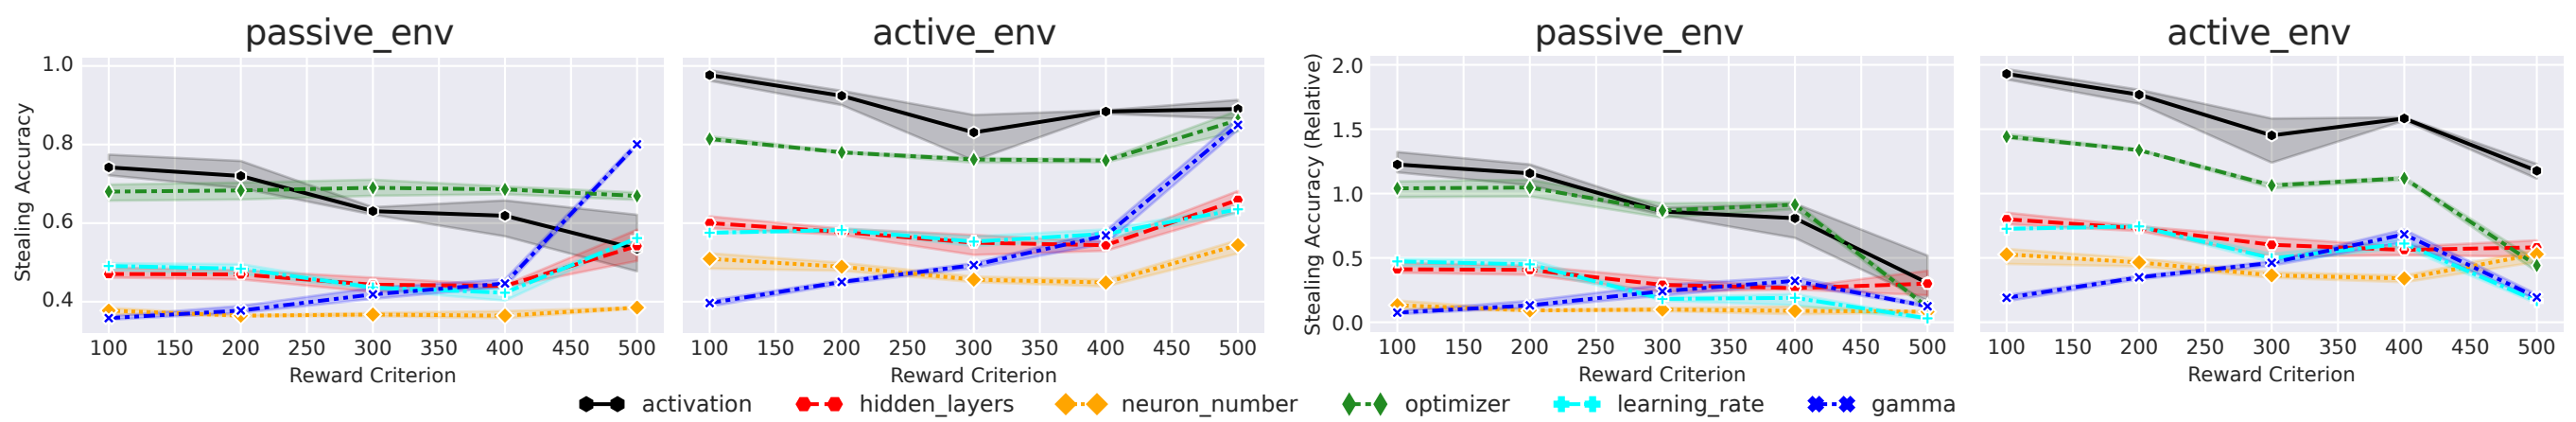 passive_env
active_env
passive_env
active_env
Stealing Accuracy
1.0
0.8
0.6
0.4
Stealing Accuracy (Relative)
2.0
1.5
1.0
0.5
0.0
100 150 200 250 300 350 400 450 500
100 150 200 250 300 350 400 450 500
100 150 200 250 300 350 400 450 500
100 150 200 250 300 350 400 450 500
Reward Criterion
Reward Criterion
Reward Criterion
Reward Criterion
activation hidden_layers neuron_number optimizer learning_rate gamma